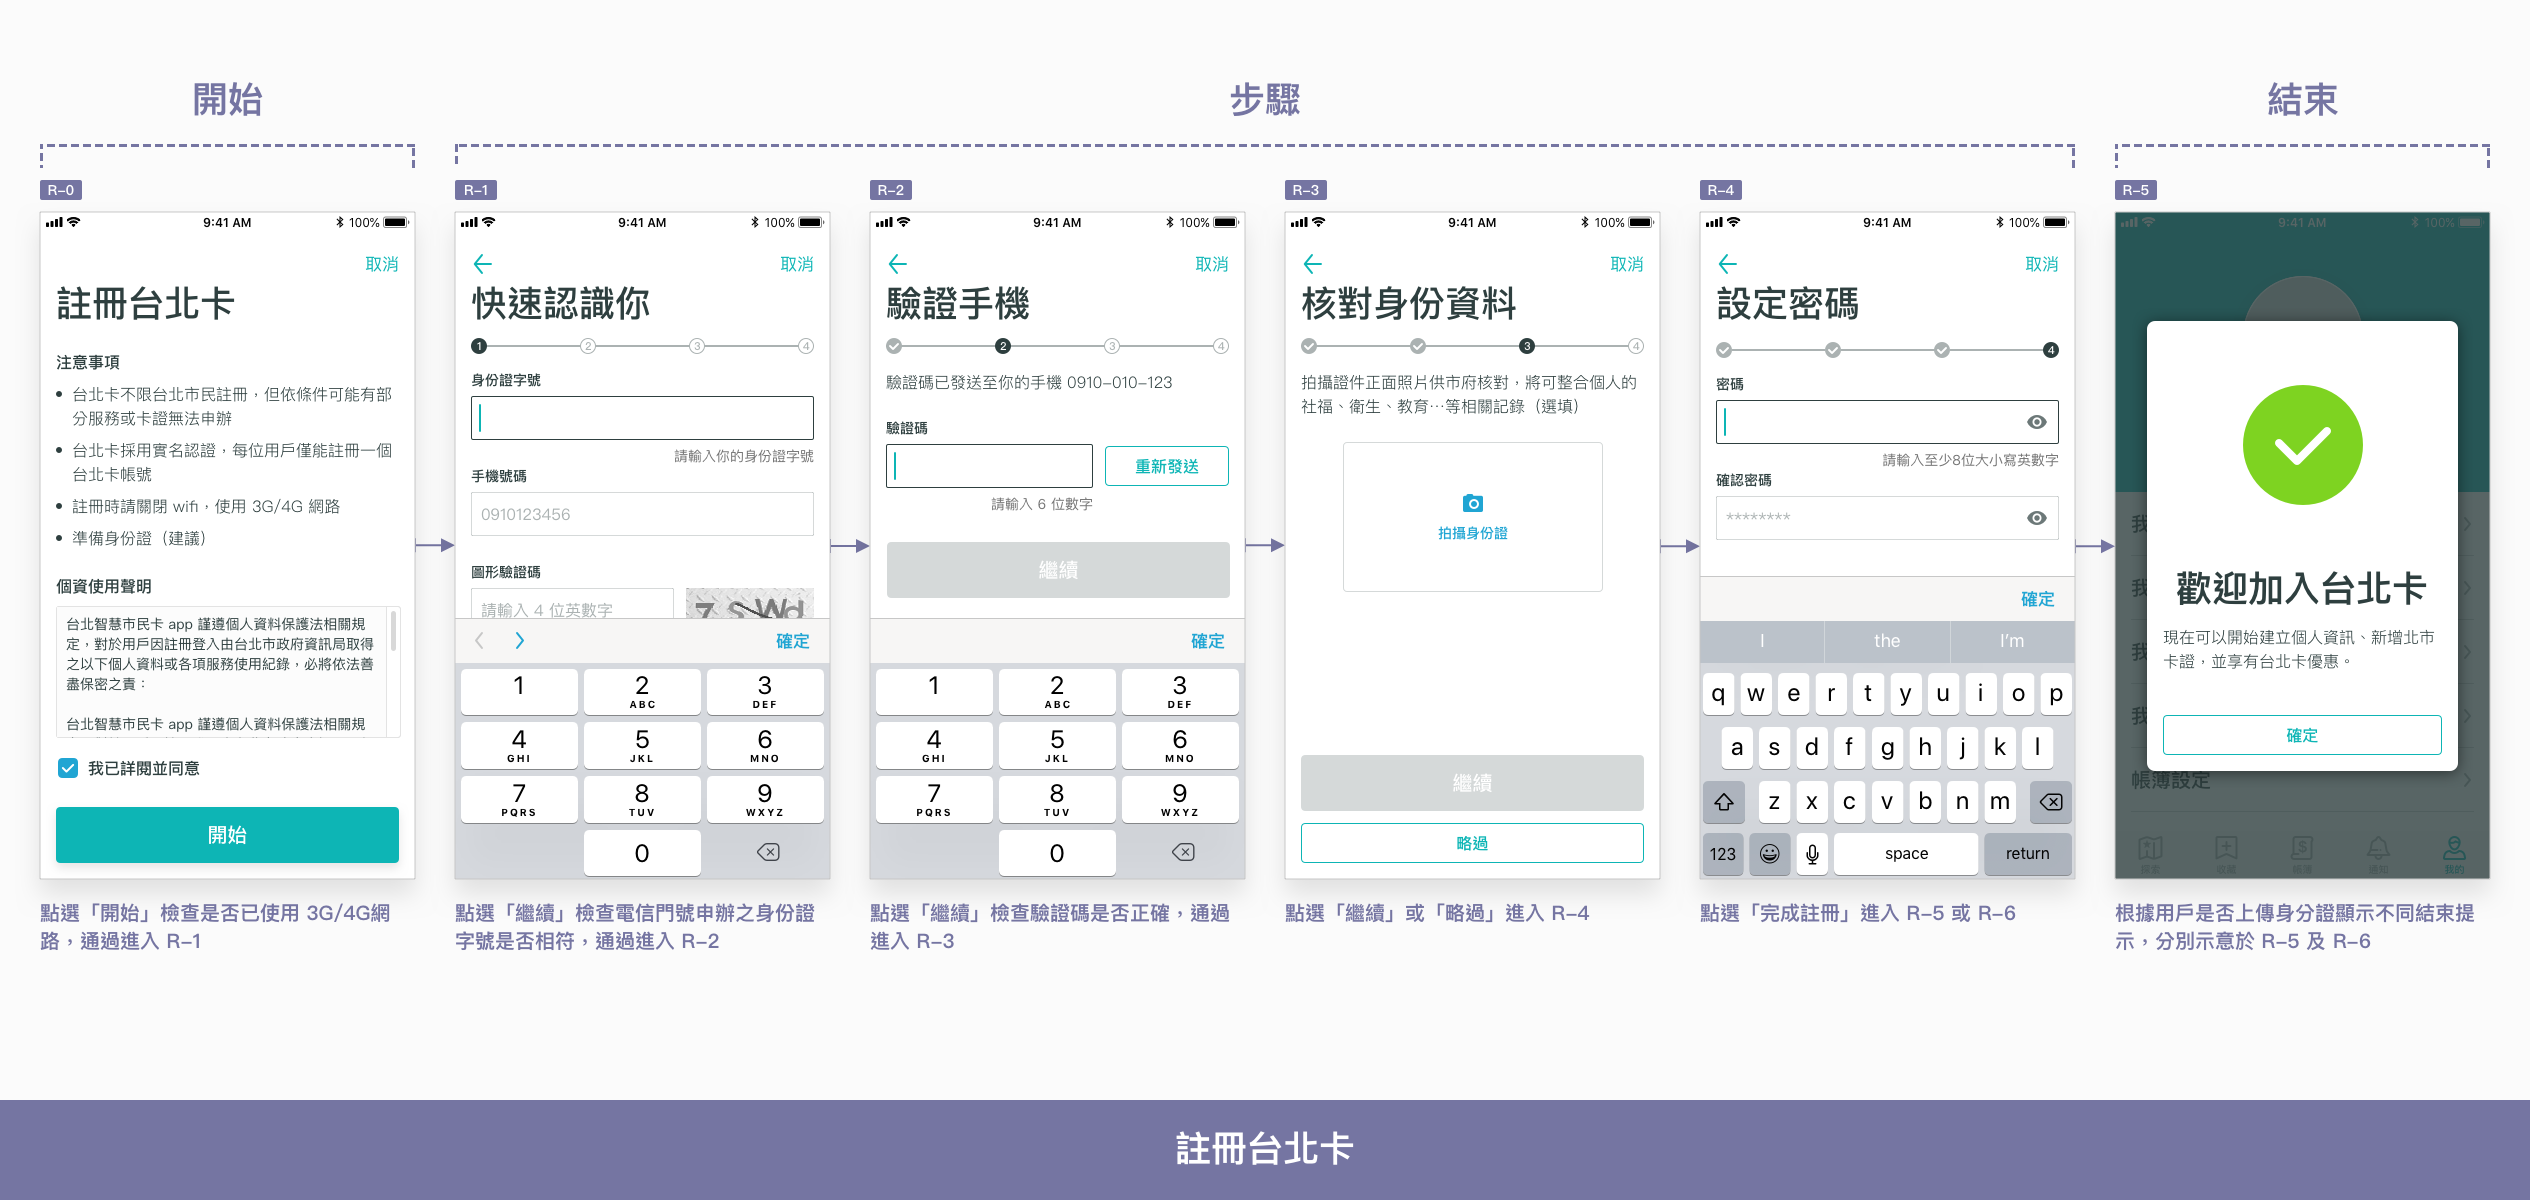 開始
步驟
結束
R-0
9:41 AM
100%
取消
註冊台北卡
注意事項
台北卡不限台北市民註冊，但依條件可能有部
分服務或卡證無法申辦
台北卡採用實名認證，每位用戶僅能註冊一個
台北卡帳號
註冊時請關閉 wifi，使用 3G/4G 網路
準備身份證（建議）
個資使用聲明
台北智慧市民卡 app 謹遵個人資料保護法相關規
定，對於用戶因註冊登入由台北市政府資訊局取得
之以下個人資料或各項服務使用紀錄，必將依法善
盡保密之責：
台北智慧市民卡 app 謹遵個人資料保護法相關規
我已詳閱並同意
開始
點選「開始」檢查是否已使用 3G/4G網
路，通過進入 R-1
R-1
9:41 AM
100%
取消
快速認識你
1
2
3
4
身份證字號
請輸入你的身份證字號
手機號碼
0910123456
圖形驗證碼
請輸入 4 位英數字
7 S Wd
確定
1
2
3
ABC
DEF
4
5
6
GHI
JKL
MNO
7
8
9
PQRS
TUV
WXYZ
0
點選「繼續」檢查電信門號申辦之身份證
字號是否相符，通過進入 R-2
R-2
9:41 AM
100%
取消
驗證手機
2
3
4
驗證碼已發送至你的手機 0910-010-123
驗證碼
重新發送
請輸入 6 位數字
繼續
確定
1
2
3
ABC
DEF
4
5
6
GHI
JKL
MNO
7
8
9
PQRS
TUV
WXYZ
0
點選「繼續」檢查驗證碼是否正確，通過
進入 R-3
R-3
9:41 AM
100%
取消
核對身份資料
3
4
拍攝證件正面照片供市府核對，將可整合個人的
社福、衛生、教育⋯等相關記錄（選填）
拍攝身份證
繼續
略過
點選「繼續」或「略過」進入 R-4
R-4
9:41 AM
100%
取消
設定密碼
4
密碼
請輸入至少8位大小寫英數字
確認密碼
********
確定
I
the
I'm
q w e r t y u i o p
a s d f g h j k l
z x c v b n m
123
space
return
點選「完成註冊」進入 R-5 或 R-6
R-5
9:41 AM
100%
歡迎加入台北卡
現在可以開始建立個人資訊、新增北市
卡證，並享有台北卡優惠。
確定
我
我
我
我
帳簿設定
探索
收藏
帳簿
通知
我的
根據用戶是否上傳身分證顯示不同結束提
示，分別示意於 R-5 及 R-6
註冊台北卡